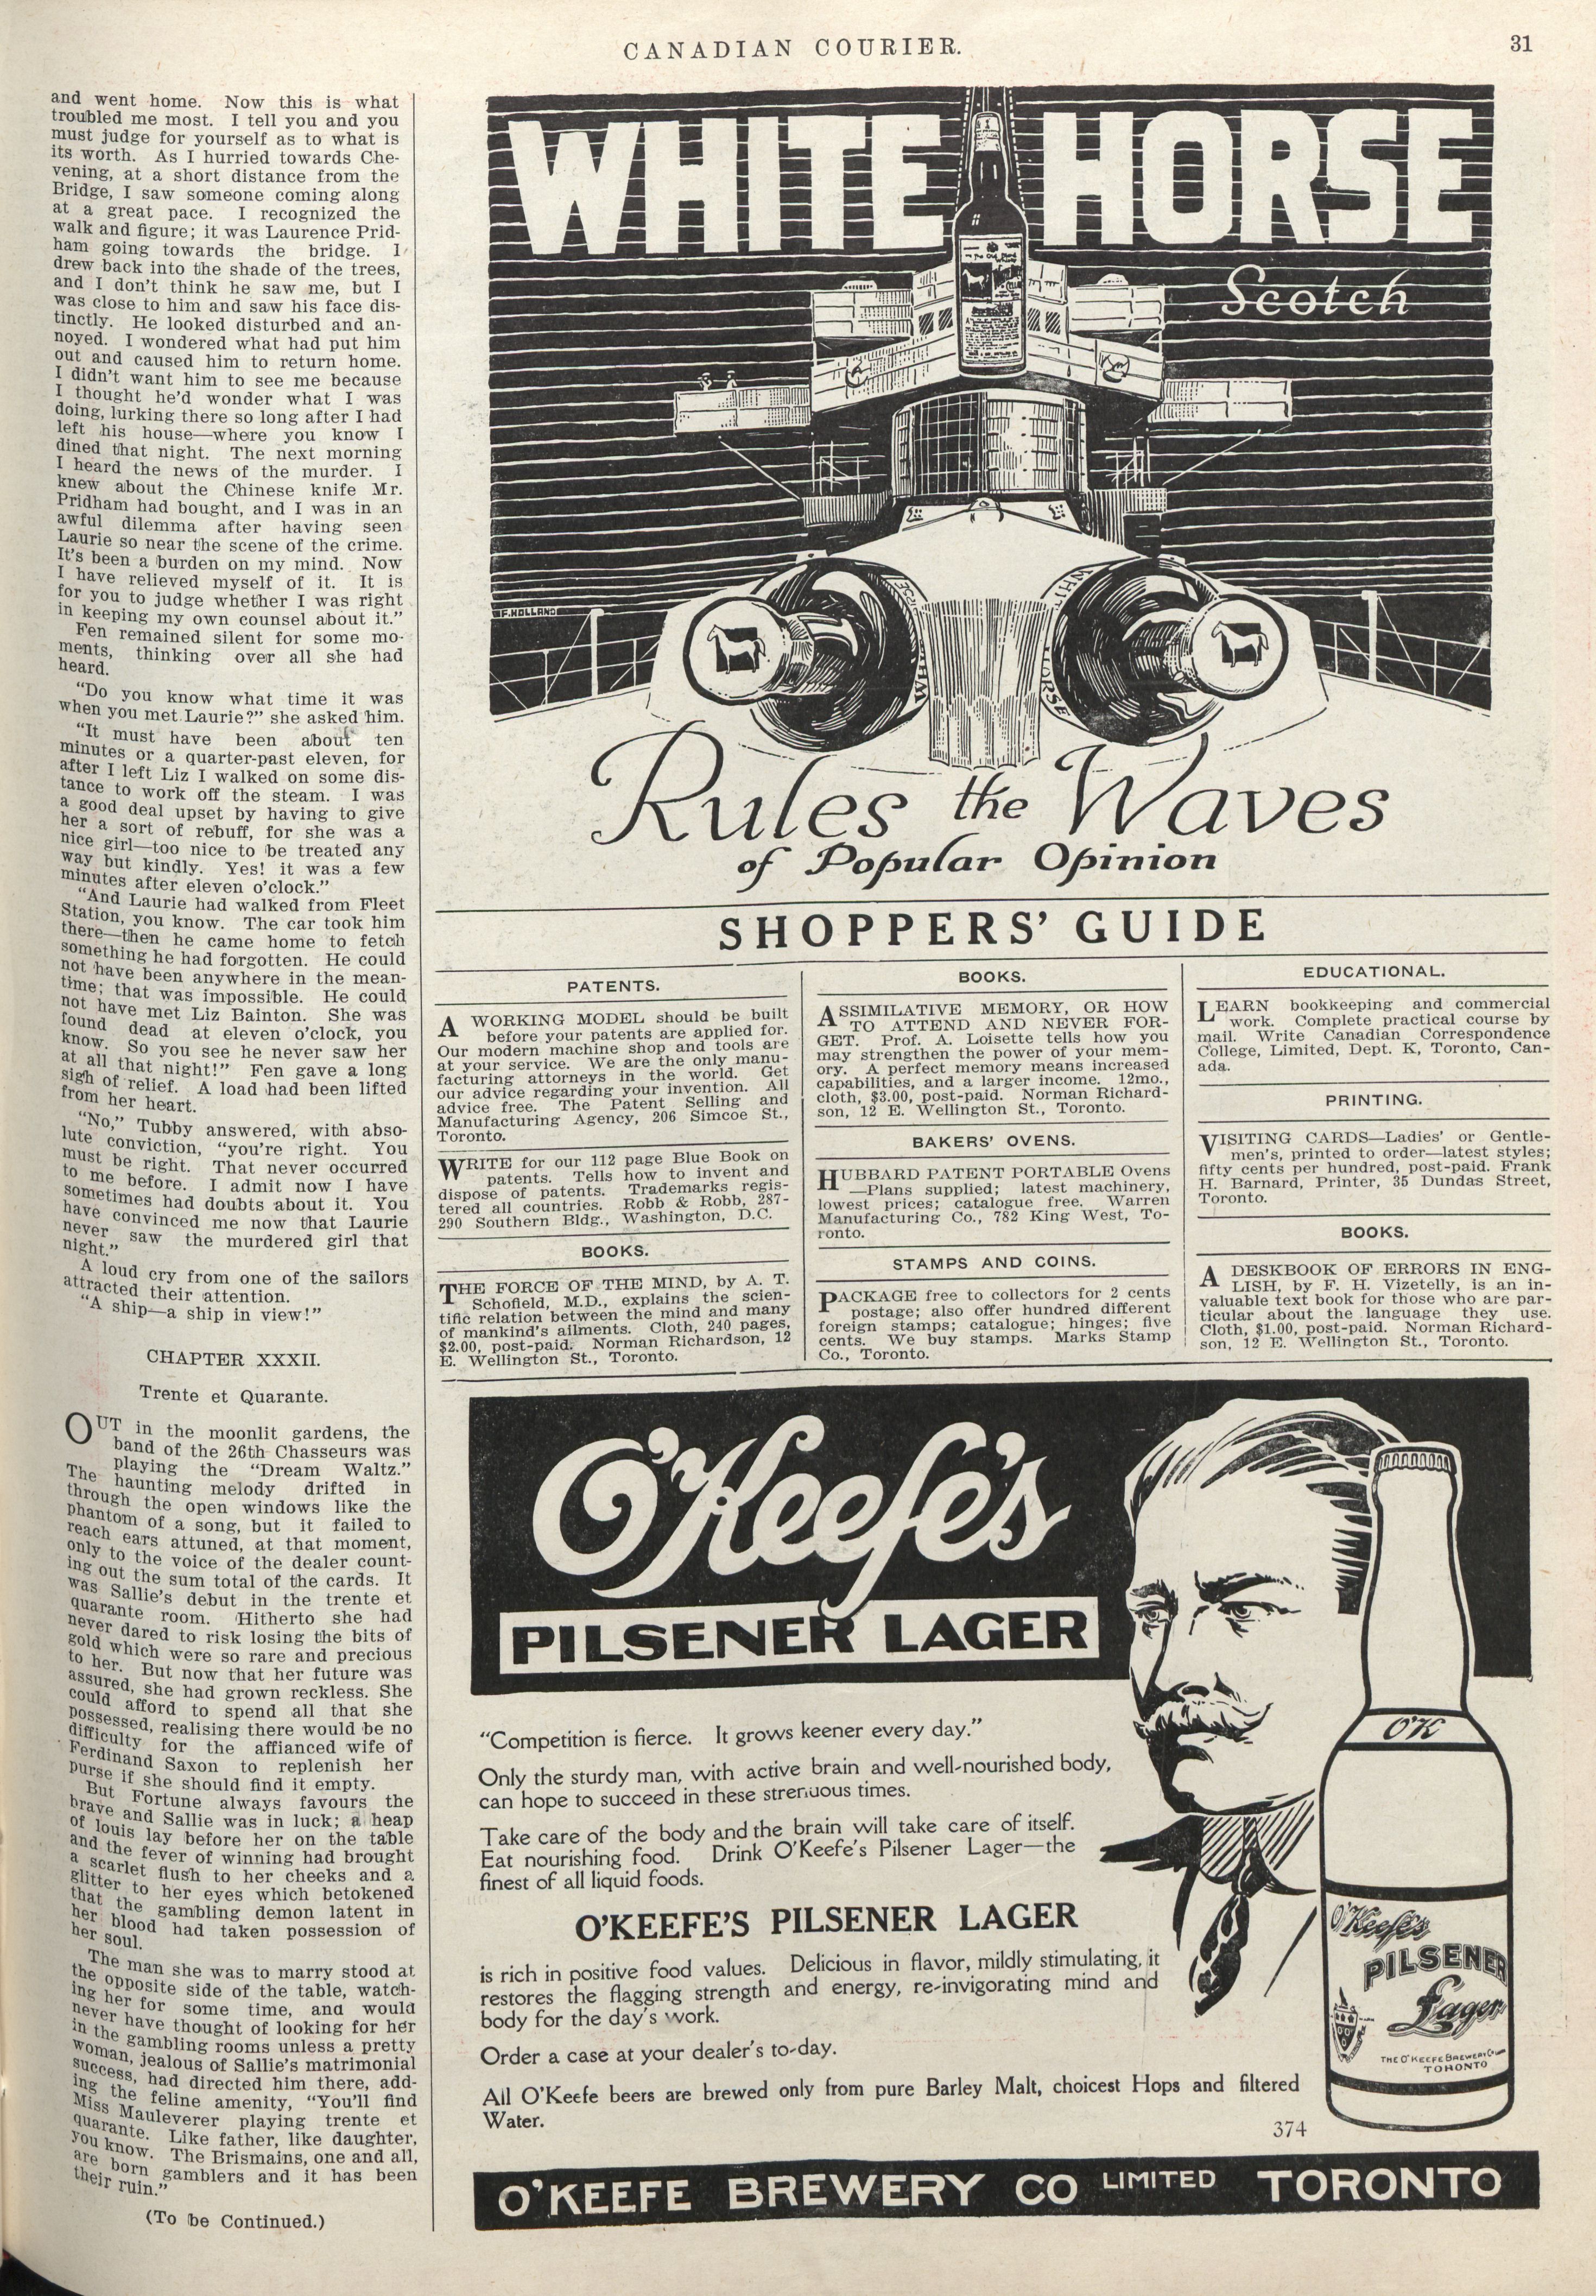 CANADIAN COURIER.
31
and went home. Now this is what
troubled me most. I tell you and you
must judge for yourself as to what is
its worth. As I hurried towards Che-
vening, at a short distance from the
Bridge, I saw someone coming along
at a great pace. I recognized the
walk and figure; it was Laurence Prid-
ham going towards the bridge. I
drew back into the shade of the trees,
and I don't think he saw me, but I
was close to him and saw his face dis-
tinctly. He looked disturbed and an-
noyed. I wondered what had put him
out and caused him to return home.
I didn't want him to see me because
I thought he'd wonder what I was
doing, lurking there so long after I had
left his house—where you know I
dined that night. The next morning
I heard the news of the murder. I
knew about the Chinese knife Mr.
Pridham had bought, and I was in an
awful dilemma after having seen
Laurie so near the scene of the crime.
It's been a burden on my mind. Now
I have relieved myself of it. It is
for you to judge whether I was right
in keeping my own counsel about it."
Fen remained silent for some mo-
ments, thinking over all she had
heard.
"Do you know what time it was
when you met Laurie?" she asked him.
"It must have been about ten
minutes or a quarter-past eleven, for
after I left Liz I walked on some dis-
tance to work off the steam. I was
a good deal upset by having to give
her a sort of rebuff, for she was a
nice girl—too nice to be treated any
way but kindly. Yes! it was a few
minutes after eleven o'clock."
"And Laurie had walked from Fleet
Station, you know. The car took him
there—then he came home to fetch
something he had forgotten. He could
not have been anywhere in the mean-
time; that was impossible. He could
not have met Liz Bainton. She was
found dead at eleven o'clock, you
know. So you see he never saw her
at all that night!" Fen gave a long
sigh of relief. A load had been lifted
from her heart.
"No," Tubby answered, with abso-
lute conviction, "you're right. You
must be right. That never occurred
to me before. I admit now I have
sometimes had doubts about it. You
have convinced me now that Laurie
never saw the murdered girl that
night."
A loud cry from one of the sailors
attracted their attention.
"A ship—a ship in view!"
CHAPTER XXXII.
Trente et Quarante.
OUT in the moonlit gardens, the
band of the 26th Chasseurs was
playing the "Dream Waltz."
The haunting melody drifted in
through the open windows like the
phantom of a song, but it failed to
reach ears attuned, at that moment,
only to the voice of the dealer count-
ing out the sum total of the cards. It
was Sallie's debut in the trente et
quarante room. Hitherto she had
never dared to risk losing the bits of
gold which were so rare and precious
to her. But now that her future was
assured, she had grown reckless. She
could afford to spend all that she
possessed, realising there would be no
difficulty for the affianced wife of
Ferdinand Saxon to replenish her
purse if she should find it empty.
But Fortune always favours the
brave and Sallie was in luck; a heap
of louis lay before her on the table
and the fever of winning had brought
a scarlet flush to her cheeks and a
glitter to her eyes which betokened
that the gambling demon latent in
her blood had taken possession of
her soul.
The man she was to marry stood at
the opposite side of the table, watch-
ing her for some time, and would
never have thought of looking for her
in the gambling rooms unless a pretty
woman, jealous of Sallie's matrimonial
success, had directed him there, add-
ing the feline amenity, "You'll find
Miss Mauleverer playing trente et
quarante. Like father, like daughter,
you know. The Brismains, one and all,
are born gamblers and it has been
their ruin."
(To be Continued.)
WHITE HORSE
Scotch
F. HOLLAND
WHITE HORSE
Rules the Waves
of Popular Opinion
SHOPPERS' GUIDE
PATENTS.
A WORKING MODEL should be built
before your patents are applied for.
Our modern machine shop and tools are
at your service. We are the only manu-
facturing attorneys in the world. Get
our advice regarding your invention. All
advice free. The Patent Selling and
Manufacturing Agency, 206 Simcoe St.,
Toronto.
WRITE for our 112 page Blue Book on
patents. Tells how to invent and
dispose of patents. Trademarks regis-
tered all countries. Robb & Robb, 287-
290 Southern Bldg., Washington, D.C.
BOOKS.
THE FORCE OF THE MIND, by A. T.
Schofield, M.D., explains the scien-
tific relation between the mind and many
of mankind's ailments. Cloth, 240 pages,
$2.00, post-paid. Norman Richardson, 12
E. Wellington St., Toronto.
BOOKS.
ASSIMILATIVE MEMORY, OR HOW
TO ATTEND AND NEVER FOR-
GET. Prof. A. Loisette tells how you
may strengthen the power of your mem-
ory. A perfect memory means increased
capabilities, and a larger income. 12mo.,
cloth, $3.00, post-paid. Norman Richard-
son, 12 E. Wellington St., Toronto.
BAKERS' OVENS.
HUBBARD PATENT PORTABLE Ovens
—Plans supplied; latest machinery,
lowest prices; catalogue free. Warren
Manufacturing Co., 782 King West, To-
ronto.
STAMPS AND COINS.
PACKAGE free to collectors for 2 cents
postage; also offer hundred different
foreign stamps; catalogue; hinges; five
cents. We buy stamps. Marks Stamp
Co., Toronto.
EDUCATIONAL.
LEARN bookkeeping and commercial
work. Complete practical course by
mail. Write Canadian Correspondence
College, Limited, Dept. K, Toronto, Can-
ada.
PRINTING.
VISITING CARDS—Ladies' or Gentle-
men's, printed to order—latest styles;
fifty cents per hundred, post-paid. Frank
H. Barnard, Printer, 35 Dundas Street,
Toronto.
BOOKS.
A DESKBOOK OF ERRORS IN ENG-
LISH, by F. H. Vizetelly, is an in-
valuable text book for those who are par-
ticular about the language they use.
Cloth, $1.00, post-paid. Norman Richard-
son, 12 E. Wellington St., Toronto.
O'Keefe's
PILSENER LAGER
"Competition is fierce. It grows keener every day."
Only the sturdy man, with active brain and well-nourished body,
can hope to succeed in these strenuous times.
Take care of the body and the brain will take care of itself.
Eat nourishing food. Drink O'Keefe's Pilsener Lager—the
finest of all liquid foods.
O'KEEFE'S PILSENER LAGER
is rich in positive food values. Delicious in flavor, mildly stimulating, it
restores the flagging strength and energy, re-invigorating mind and
body for the day's work.
Order a case at your dealer's to-day.
All O'Keefe beers are brewed only from pure Barley Malt, choicest Hops and filtered
Water.
374
O'K
O'Keefe's
PILSENER
Lager
THE O'KEEFE BREWERY CO
TORONTO
O'KEEFE BREWERY CO LIMITED TORONTO